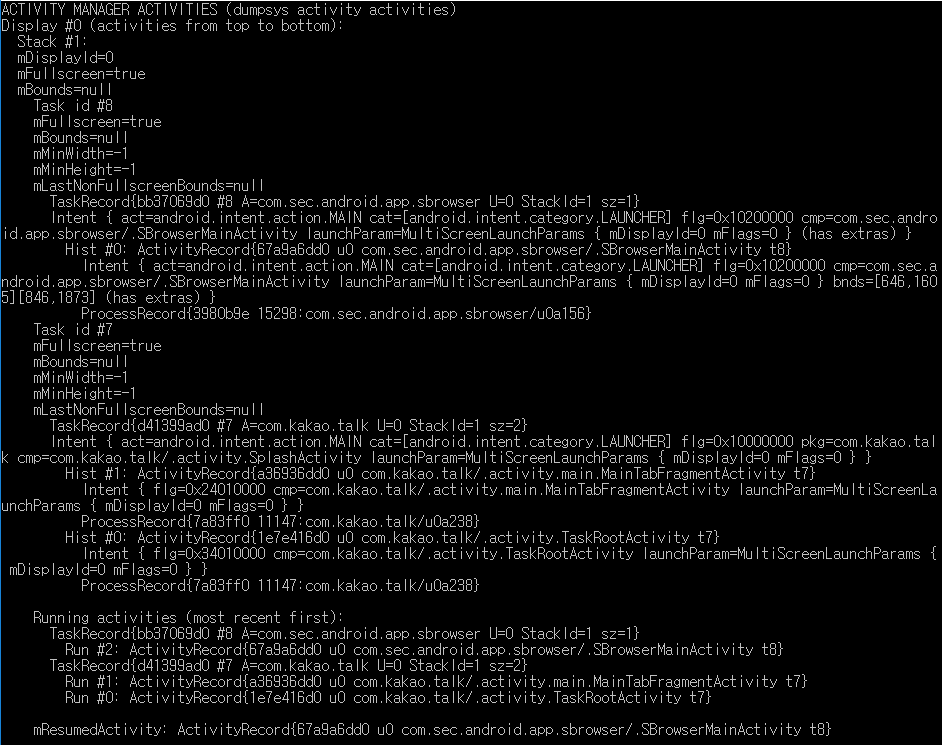 ACTIVITY MANAGER ACTIVITIES (dumpsys activity activities)
Display #0 (activities from top to bottom):
  Stack #1:
  mDisplayId=0
  mFullscreen=true
  mBounds=null
    Task id #8
    mFullscreen=true
    mBounds=null
    mMinWidth=-1
    mMinHeight=-1
    mLastNonFullscreenBounds=null
      TaskRecord{bb37069d0 #8 A=com.sec.android.app.sbrowser U=0 StackId=1 sz=1}
      Intent { act=android.intent.action.MAIN cat=[android.intent.category.LAUNCHER] flg=0x10200000 cmp=com.sec.andro
id.app.sbrowser/.SBrowserMainActivity launchParam=MultiScreenLaunchParams { mDisplayId=0 mFlags=0 } (has extras) }
        Hist #0: ActivityRecord{67a9a6dd0 u0 com.sec.android.app.sbrowser/.SBrowserMainActivity t8}
          Intent { act=android.intent.action.MAIN cat=[android.intent.category.LAUNCHER] flg=0x10200000 cmp=com.sec.a
ndroid.app.sbrowser/.SBrowserMainActivity launchParam=MultiScreenLaunchParams { mDisplayId=0 mFlags=0 } bnds=[646,160
5][846,1873] (has extras) }
          ProcessRecord{3980b9e 15298:com.sec.android.app.sbrowser/u0a156}
    Task id #7
    mFullscreen=true
    mBounds=null
    mMinWidth=-1
    mMinHeight=-1
    mLastNonFullscreenBounds=null
      TaskRecord{d41399ad0 #7 A=com.kakao.talk U=0 StackId=1 sz=2}
      Intent { act=android.intent.action.MAIN cat=[android.intent.category.LAUNCHER] flg=0x10000000 pkg=com.kakao.tal
k cmp=com.kakao.talk/.activity.SplashActivity launchParam=MultiScreenLaunchParams { mDisplayId=0 mFlags=0 } }
        Hist #1: ActivityRecord{a36936dd0 u0 com.kakao.talk/.activity.main.MainTabFragmentActivity t7}
          Intent { flg=0x24010000 cmp=com.kakao.talk/.activity.main.MainTabFragmentActivity launchParam=MultiScreenLa
unchParams { mDisplayId=0 mFlags=0 } }
          ProcessRecord{7a83ff0 11147:com.kakao.talk/u0a238}
        Hist #0: ActivityRecord{1e7e416d0 u0 com.kakao.talk/.activity.TaskRootActivity t7}
          Intent { flg=0x34010000 cmp=com.kakao.talk/.activity.TaskRootActivity launchParam=MultiScreenLaunchParams {
 mDisplayId=0 mFlags=0 } }
          ProcessRecord{7a83ff0 11147:com.kakao.talk/u0a238}
    Running activities (most recent first):
      TaskRecord{bb37069d0 #8 A=com.sec.android.app.sbrowser U=0 StackId=1 sz=1}
        Run #2: ActivityRecord{67a9a6dd0 u0 com.sec.android.app.sbrowser/.SBrowserMainActivity t8}
      TaskRecord{d41399ad0 #7 A=com.kakao.talk U=0 StackId=1 sz=2}
        Run #1: ActivityRecord{a36936dd0 u0 com.kakao.talk/.activity.main.MainTabFragmentActivity t7}
        Run #0: ActivityRecord{1e7e416d0 u0 com.kakao.talk/.activity.TaskRootActivity t7}
    mResumedActivity: ActivityRecord{67a9a6dd0 u0 com.sec.android.app.sbrowser/.SBrowserMainActivity t8}